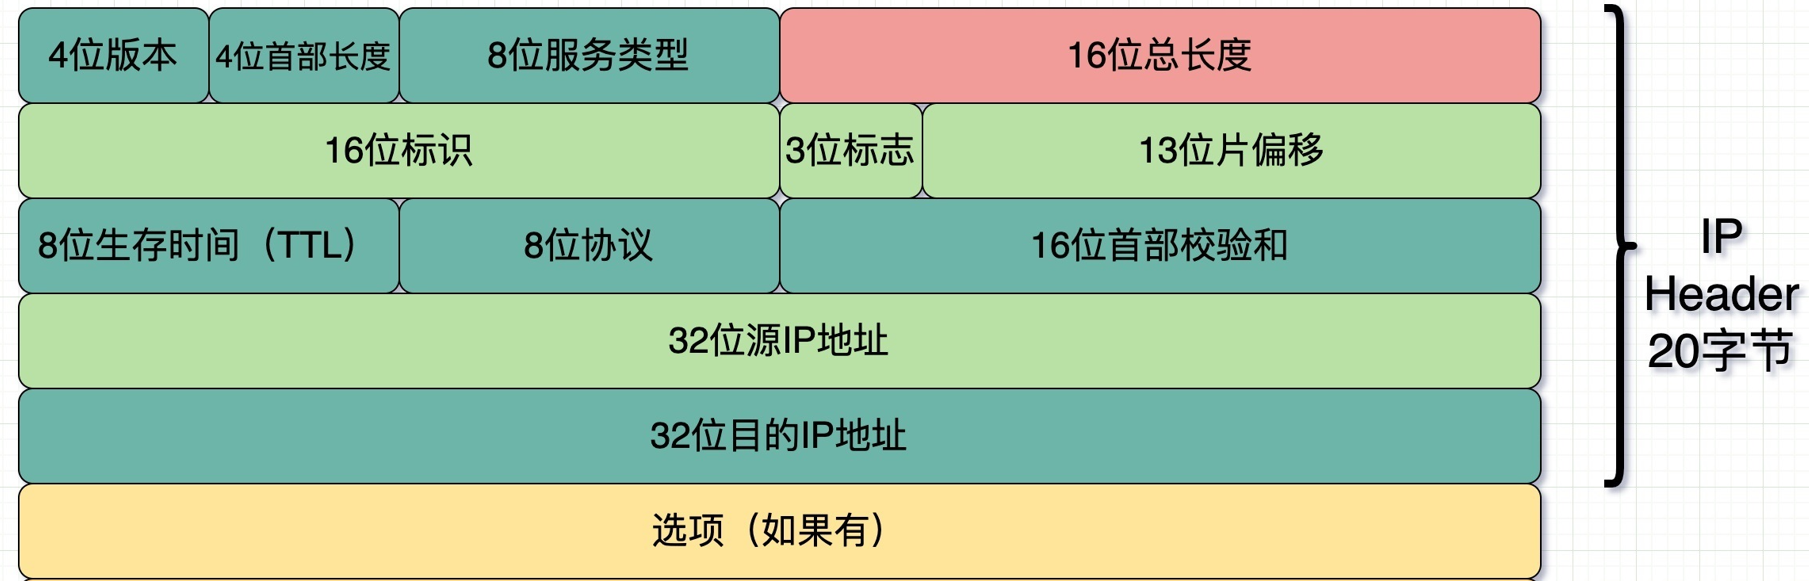 4位版本
4位首部长度
8位服务类型
16位总长度
16位标识
3位标志
13位片偏移
8位生存时间（TTL）
8位协议
16位首部校验和
32位源IP地址
32位目的IP地址
选项（如果有）
IP
Header
20字节